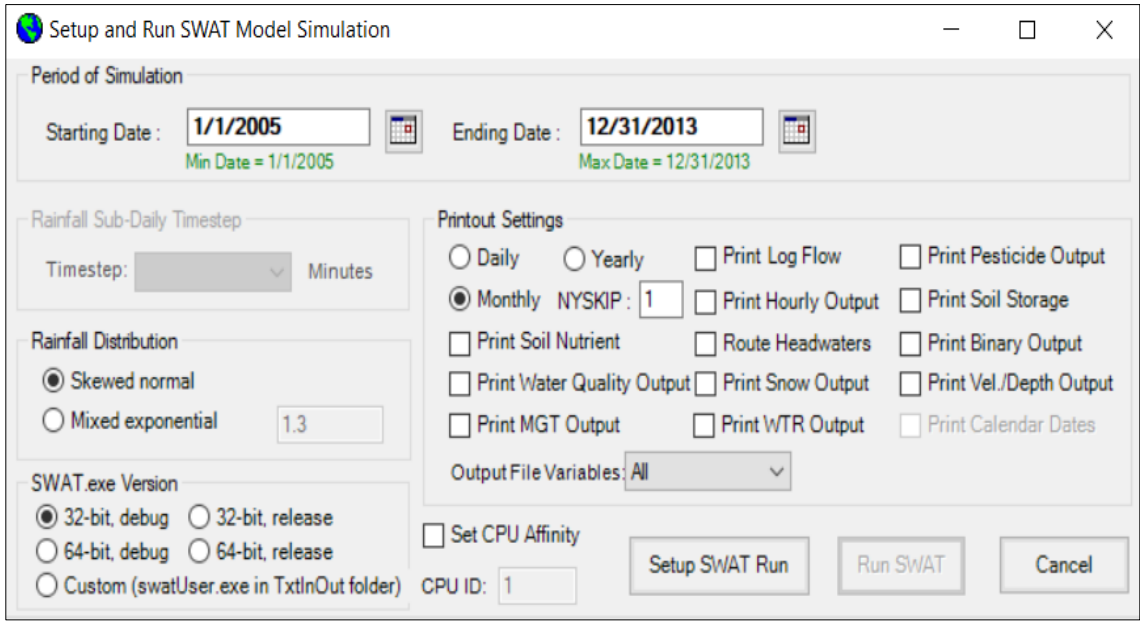 Setup and Run SWAT Model Simulation
Period of Simulation
Starting Date : 1/1/2005 Ending Date : 12/31/2013
Min Date = 1/1/2005 Max Date = 12/31/2013
Rainfall Sub-Daily Timestep
Timestep: Minutes
Rainfall Distribution
Skewed normal
Mixed exponential 1.3
SWAT.exe Version
32-bit, debug 32-bit, release
64-bit, debug 64-bit, release
Custom (swatUser.exe in TxtInOut folder)
Printout Settings
Daily Yearly Print Log Flow Print Pesticide Output
Monthly NYSKIP : 1 Print Hourly Output Print Soil Storage
Print Soil Nutrient Route Headwaters Print Binary Output
Print Water Quality Output Print Snow Output Print Vel./Depth Output
Print MGT Output Print WTR Output Print Calendar Dates
Output File Variables: All
Set CPU Affinity
CPU ID: 1
Setup SWAT Run Run SWAT Cancel